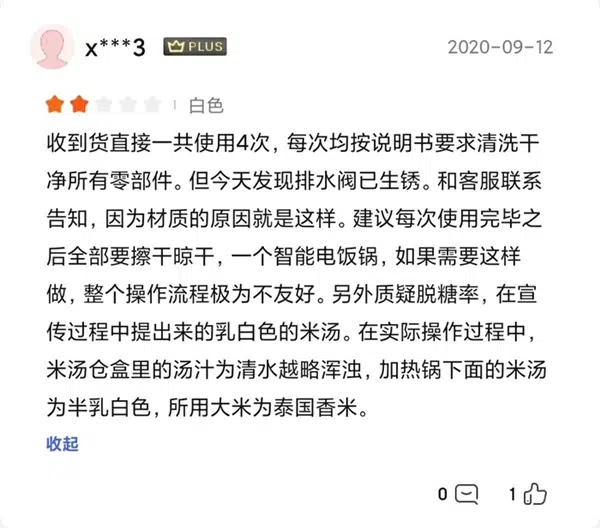 x***3 PLUS 2020-09-12
白色
收到货直接一共使用4次，每次均按说明书要求清洗干
净所有零部件。但今天发现排水阀已生锈。和客服联系
告知，因为材质的原因就是这样。建议每次使用完毕之
后全部要擦干晾干，一个智能电饭锅，如果需要这样
做，整个操作流程极为不友好。另外质疑脱糖率，在宣
传过程中提出来的乳白色的米汤。在实际操作过程中，
米汤仓盒里的汤汁为清水越略浑浊，加热锅下面的米汤
为半乳白色，所用大米为泰国香米。
收起
0 1